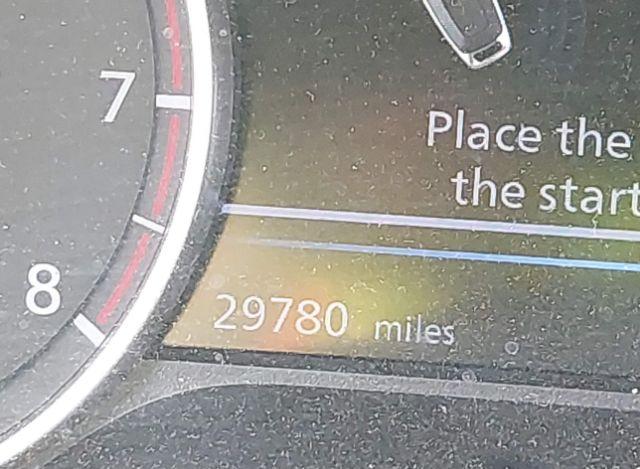 7
Place the
the start
8
29780 miles